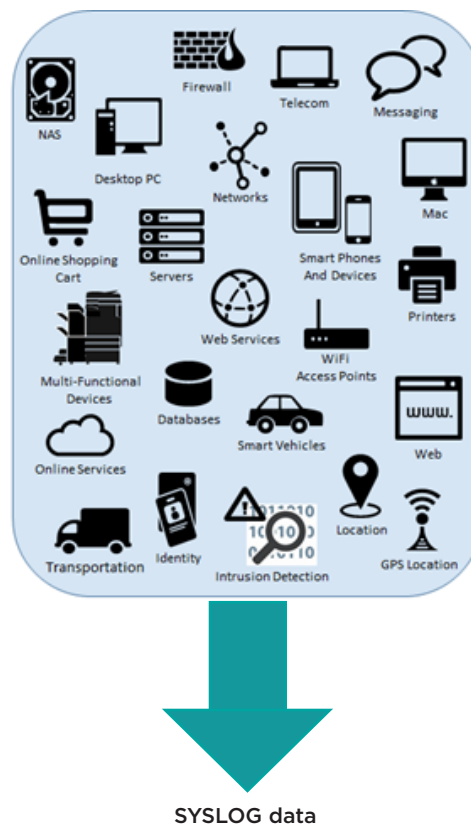 Firewall
Telecom
Messaging
NAS
Desktop PC
Networks
Mac
Online Shopping
Cart
Servers
Smart Phones
And Devices
Printers
Web Services
WiFi
Access Points
Multi-Functional
Devices
Databases
Smart Vehicles
www.
Web
Online Services
1011010
Location
Transportation
Identity
Intrusion Detection
GPS Location
SYSLOG data